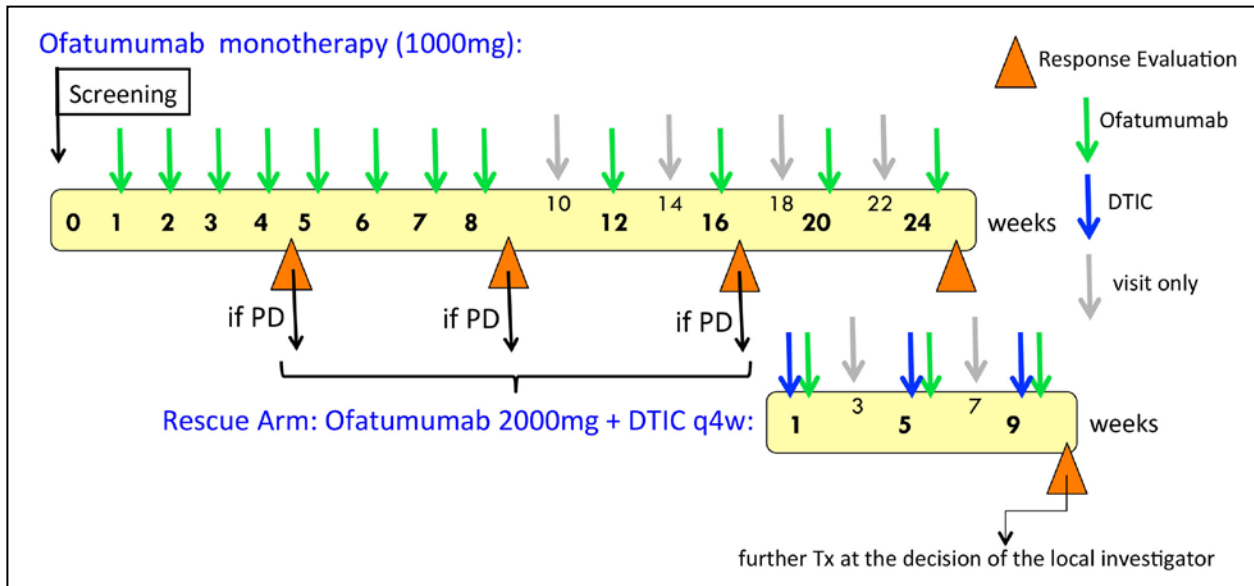 Ofatumumab monotherapy (1000mg):
Screening
Response Evaluation
Ofatumumab
DTIC
visit only
0 1 2 3 4 5 6 7 8 10 12 14 16 18 20 22 24 weeks
if PD if PD if PD
Rescue Arm: Ofatumumab 2000mg + DTIC q4w:
1 3 5 7 9 weeks
further Tx at the decision of the local investigator